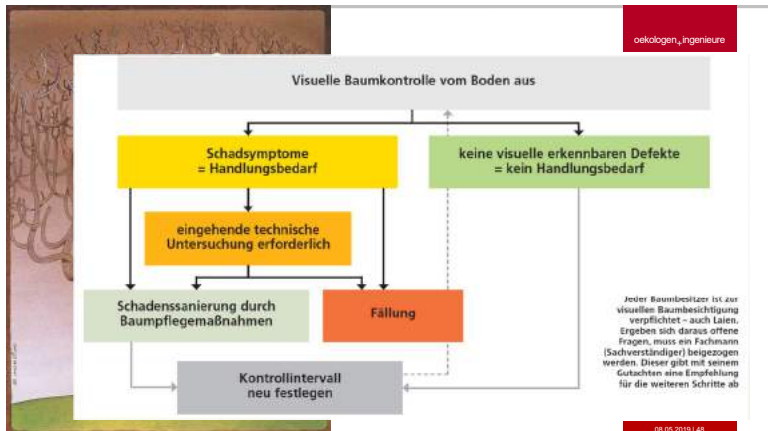 oekologen+ingenieure
Visuelle Baumkontrolle vom Boden aus
Schadsymptome
= Handlungsbedarf
keine visuelle erkennbaren Defekte
= kein Handlungsbedarf
eingehende technische
Untersuchung erforderlich
Schadenssanierung durch
Baumpflegemaßnahmen
Fällung
Kontrollintervall
neu festlegen
Jeder Baumbesitzer ist zur
visuellen Baumbesichtigung
verpflichtet – auch Laien.
Ergeben sich daraus offene
Fragen, muss ein Fachmann
(Sachverständiger) beigezogen
werden. Dieser gibt mit seinem
Gutachten eine Empfehlung
für die weiteren Schritte ab
08.05.2019 | 48